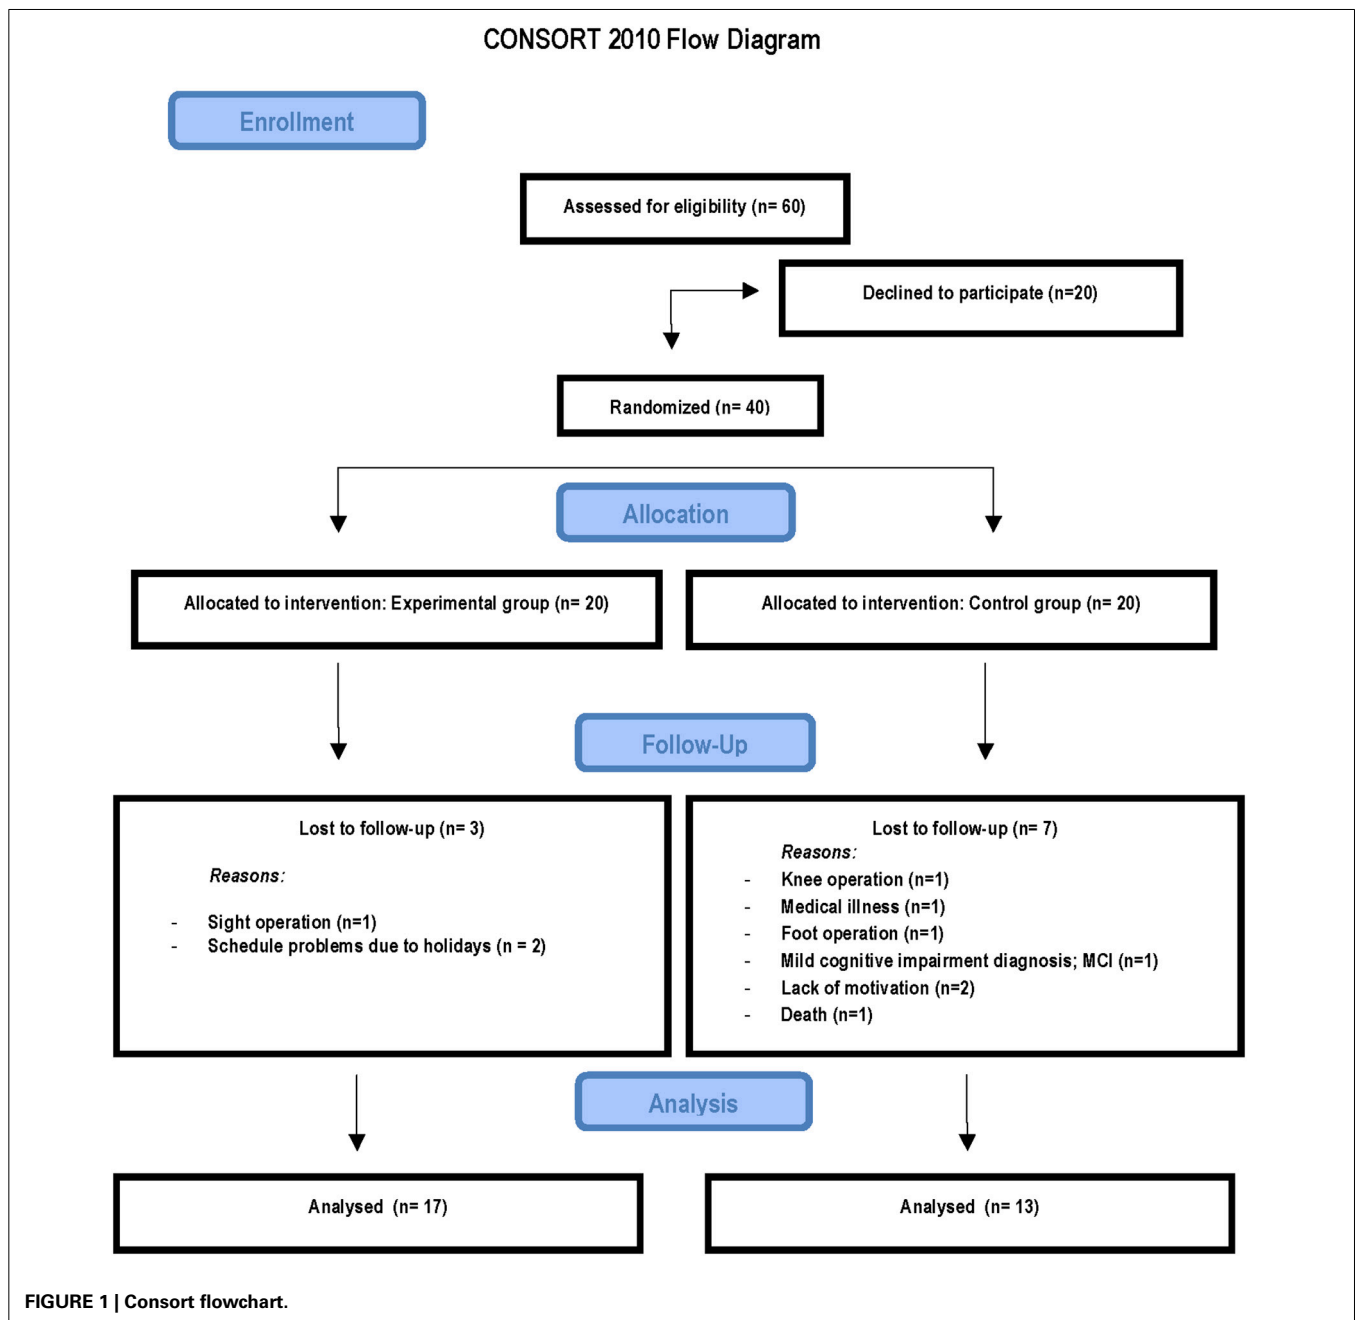 CONSORT 2010 Flow Diagram
Enrollment
Assessed for eligibility (n= 60)
Declined to participate (n=20)
Randomized (n= 40)
Allocation
Allocated to intervention: Experimental group (n= 20)
Allocated to intervention: Control group (n= 20)
Follow-Up
Lost to follow-up (n= 3)
Reasons:
- Sight operation (n=1)
- Schedule problems due to holidays (n = 2)
Lost to follow-up (n= 7)
Reasons:
- Knee operation (n=1)
- Medical illness (n=1)
- Foot operation (n=1)
- Mild cognitive impairment diagnosis; MCI (n=1)
- Lack of motivation (n=2)
- Death (n=1)
Analysis
Analysed (n= 17)
Analysed (n= 13)
FIGURE 1 | Consort flowchart.